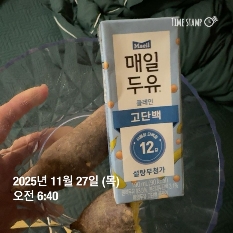 TIME STAMP
Maeil
매일
두유
플레인
고단백
12g
설탕무첨가
2025년 11월 27일 (목)
오전 6:40